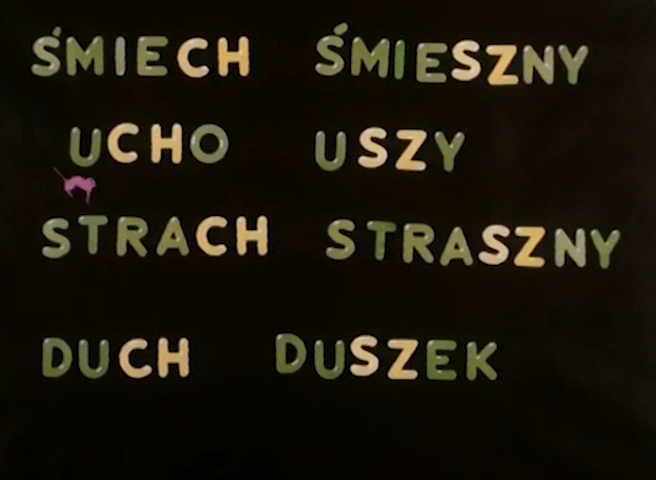 ŚMIECH ŚMIESZNY
UCHO USZY
STRACH STRASZNY
DUCH DUSZEK